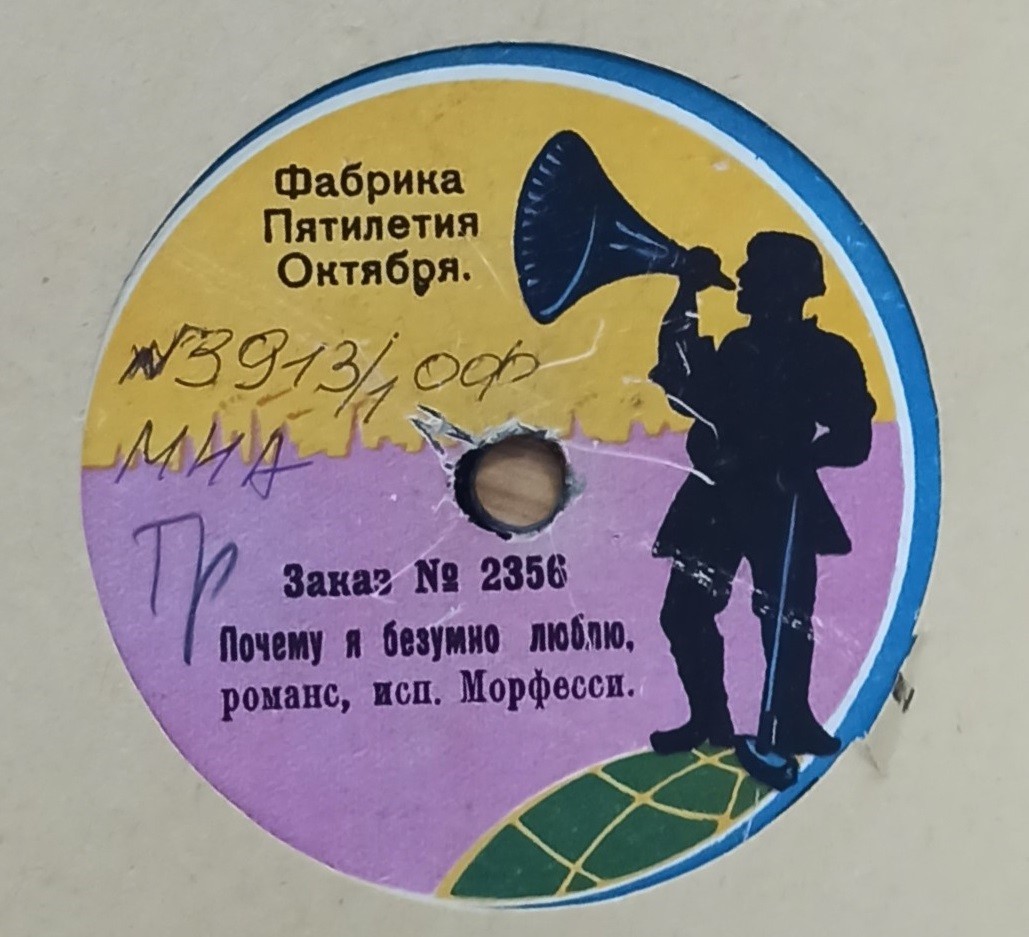 Фабрика
Пятилетия
Октября.
№3913/1 оф
МИА
Пр
Заказ № 2356
Почему я безумно люблю,
романс, исп. Морфесси.